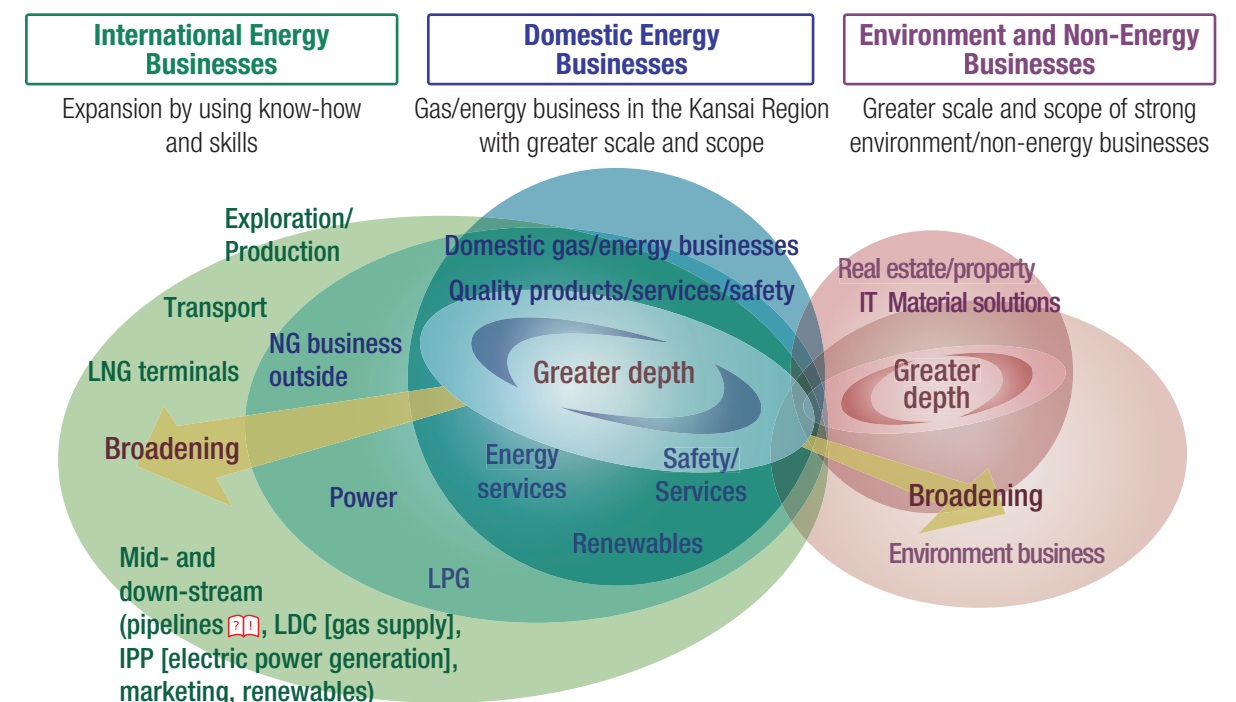 International Energy
Businesses
Expansion by using know-how
and skills
Domestic Energy
Businesses
Gas/energy business in the Kansai Region
with greater scale and scope
Environment and Non-Energy
Businesses
Greater scale and scope of strong
environment/non-energy businesses
Exploration/
Production
Transport
LNG terminals
NG business
outside
Broadening
Power
Mid- and
down-stream
(pipelines ?!, LDC [gas supply],
IPP [electric power generation],
marketing, renewables)
LPG
Domestic gas/energy businesses
Quality products/services/safety
Greater depth
Energy
services
Safety/
Services
Renewables
Real estate/property
IT Material solutions
Greater
depth
Broadening
Environment business